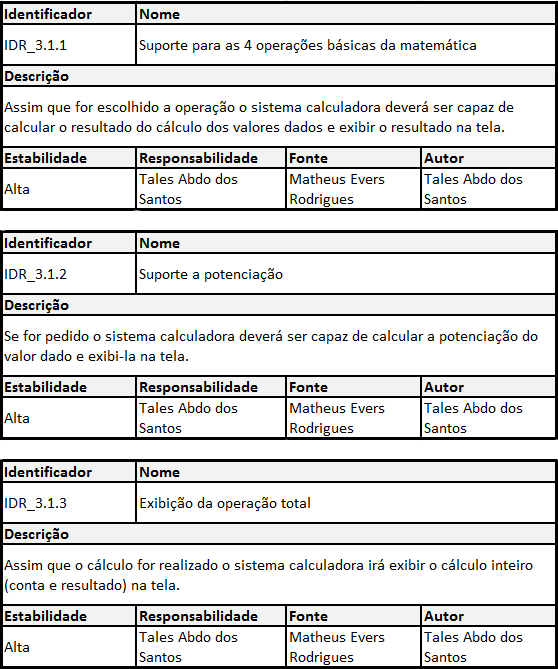 Identificador Nome
IDR_3.1.1 Suporte para as 4 operações básicas da matemática
Descrição
Assim que for escolhido a operação o sistema calculadora deverá ser capaz de
calcular o resultado do cálculo dos valores dados e exibir o resultado na tela.
Estabilidade Responsabilidade Fonte Autor
Alta Tales Abdo dos Santos Matheus Evers Rodrigues Tales Abdo dos Santos
Identificador Nome
IDR_3.1.2 Suporte a potenciação
Descrição
Se for pedido o sistema calculadora deverá ser capaz de calcular a potenciação do
valor dado e exibi-la na tela.
Estabilidade Responsabilidade Fonte Autor
Alta Tales Abdo dos Santos Matheus Evers Rodrigues Tales Abdo dos Santos
Identificador Nome
IDR_3.1.3 Exibição da operação total
Descrição
Assim que o cálculo for realizado o sistema calculadora irá exibir o cálculo inteiro
(conta e resultado) na tela.
Estabilidade Responsabilidade Fonte Autor
Alta Tales Abdo dos Santos Matheus Evers Rodrigues Tales Abdo dos Santos